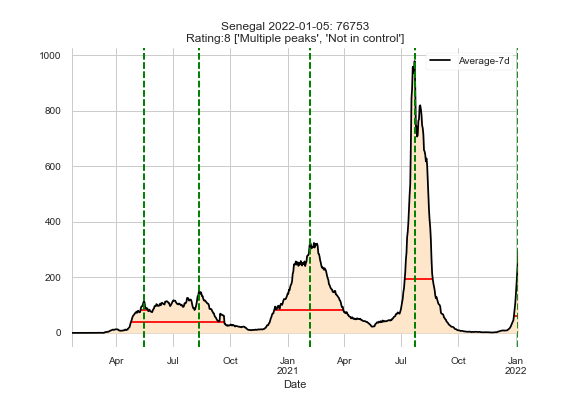 Senegal 2022-01-05: 76753
Rating:8 ['Multiple peaks', 'Not in control']
Average-7d
1000
800
600
400
200
0
Apr Jul Oct Jan Apr Jul Oct Jan
2021 2022
Date